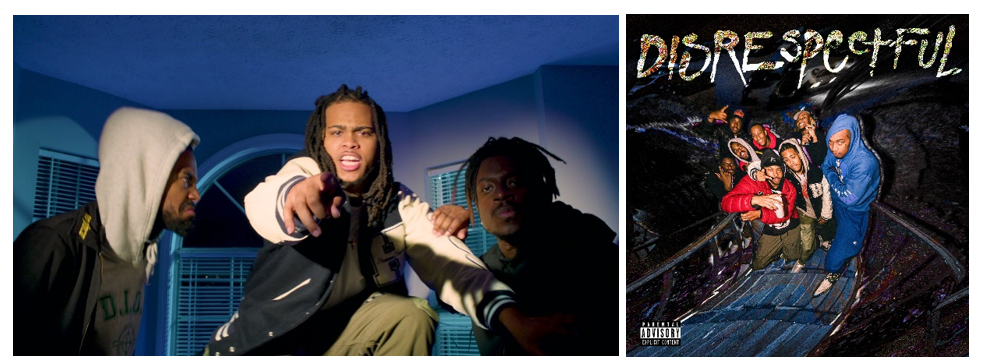 DISRESPECTFUL
D.J.O
PARENTAL
ADVISORY
EXPLICIT CONTENT